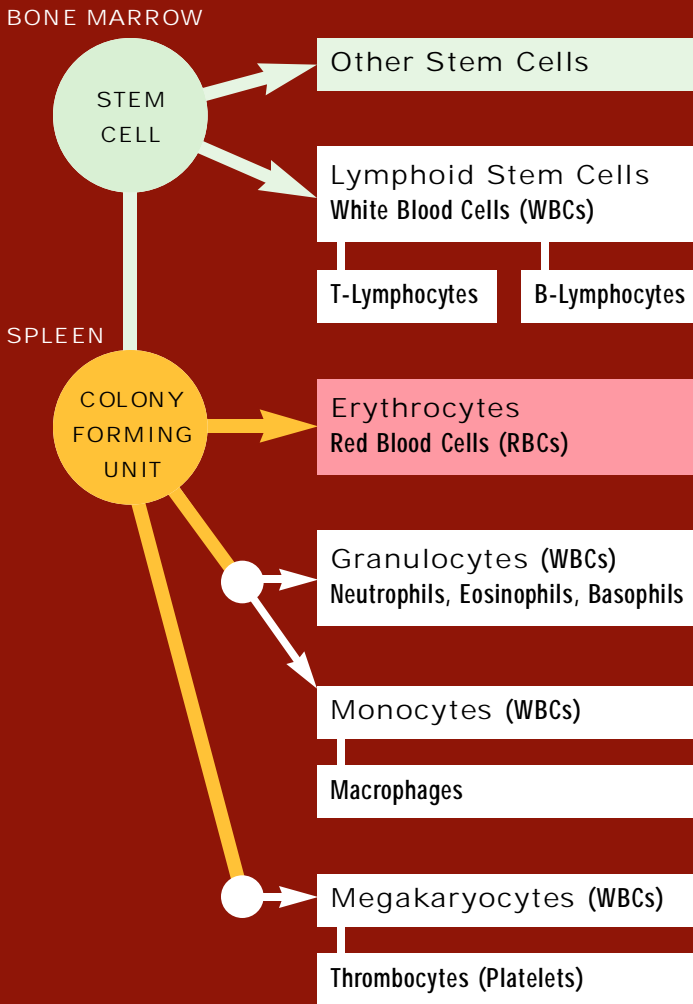 BONE MARROW
STEM
CELL
Other Stem Cells
Lymphoid Stem Cells
White Blood Cells (WBCs)
T-Lymphocytes
B-Lymphocytes
SPLEEN
COLONY
FORMING
UNIT
Erythrocytes
Red Blood Cells (RBCs)
Granulocytes (WBCs)
Neutrophils, Eosinophils, Basophils
Monocytes (WBCs)
Macrophages
Megakaryocytes (WBCs)
Thrombocytes (Platelets)